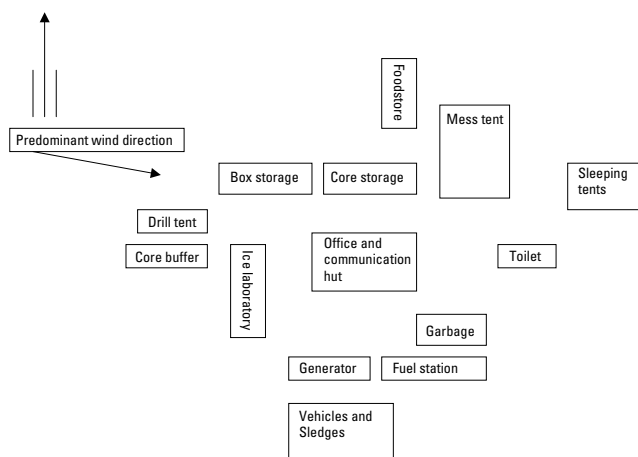 Foodstore
Mess tent
Predominant wind direction
Box storage
Core storage
Sleeping
tents
Drill tent
Core buffer
Ice laboratory
Office and
communication
hut
Toilet
Garbage
Generator
Fuel station
Vehicles and
Sledges